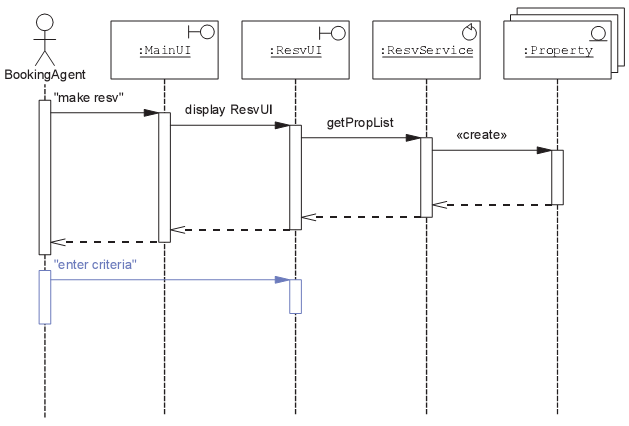 BookingAgent
:MainUI
:ResvUI
:ResvService
:Property
"make resv"
display ResvUI
getPropList
«create»
"enter criteria"